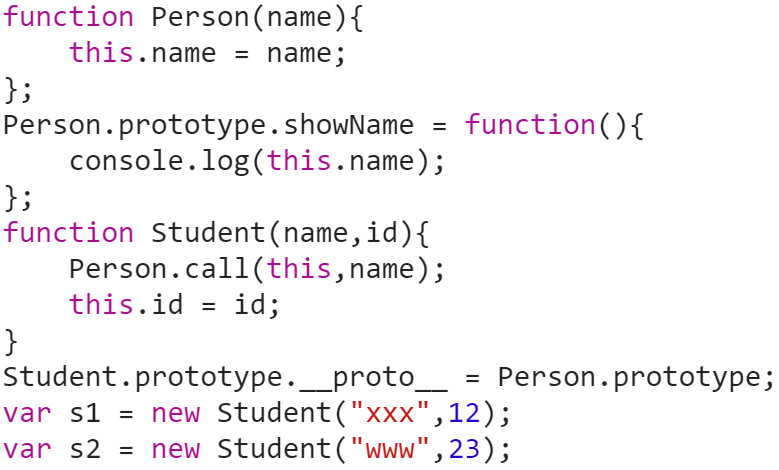 function Person(name){
    this.name = name;
};
Person.prototype.showName = function(){
    console.log(this.name);
};
function Student(name,id){
    Person.call(this,name);
    this.id = id;
}
Student.prototype.__proto__ = Person.prototype;
var s1 = new Student("xxx",12);
var s2 = new Student("www",23);